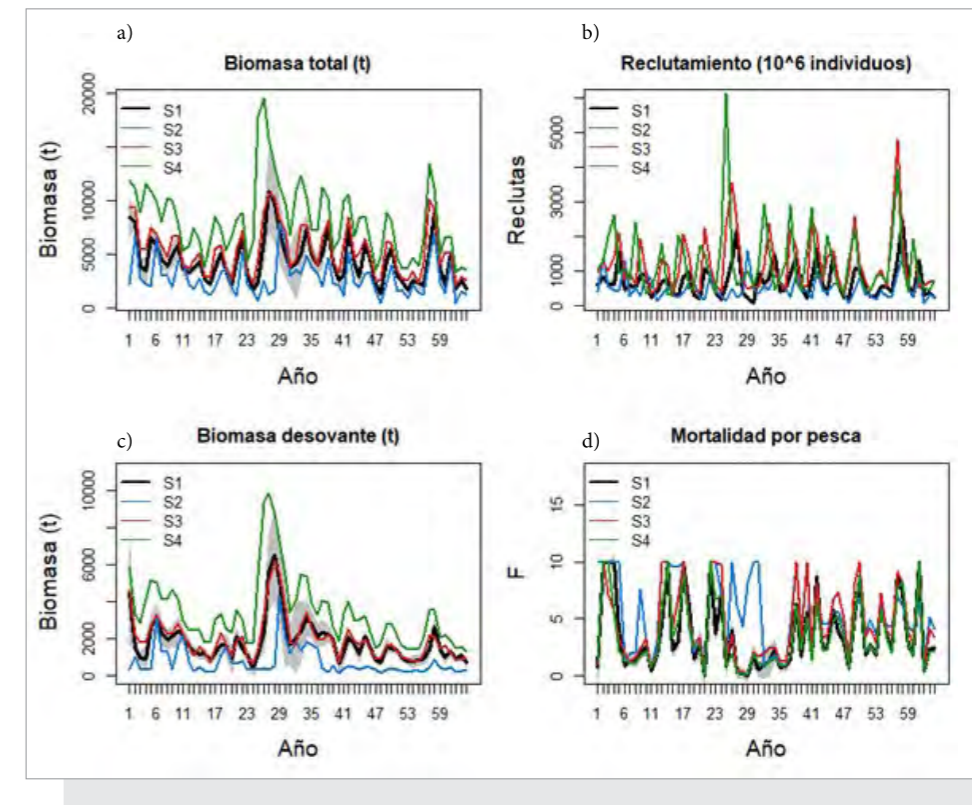 a)
Biomasa total (t)
Biomasa (t)
20000
10000
5000
0
S1
S2
S3
S4
1 6 11 17 23 29 35 41 47 53 59
Año
b)
Reclutamiento (10^6 individuos)
Reclutas
5000
3000
1000
0
S1
S2
S3
S4
1 6 11 17 23 29 35 41 47 53 59
Año
c)
Biomasa desovante (t)
Biomasa (t)
10000
6000
2000
0
S1
S2
S3
S4
1 6 11 17 23 29 35 41 47 53 59
Año
d)
Mortalidad por pesca
F
15
10
5
0
S1
S2
S3
S4
1 6 11 17 23 29 35 41 47 53 59
Año